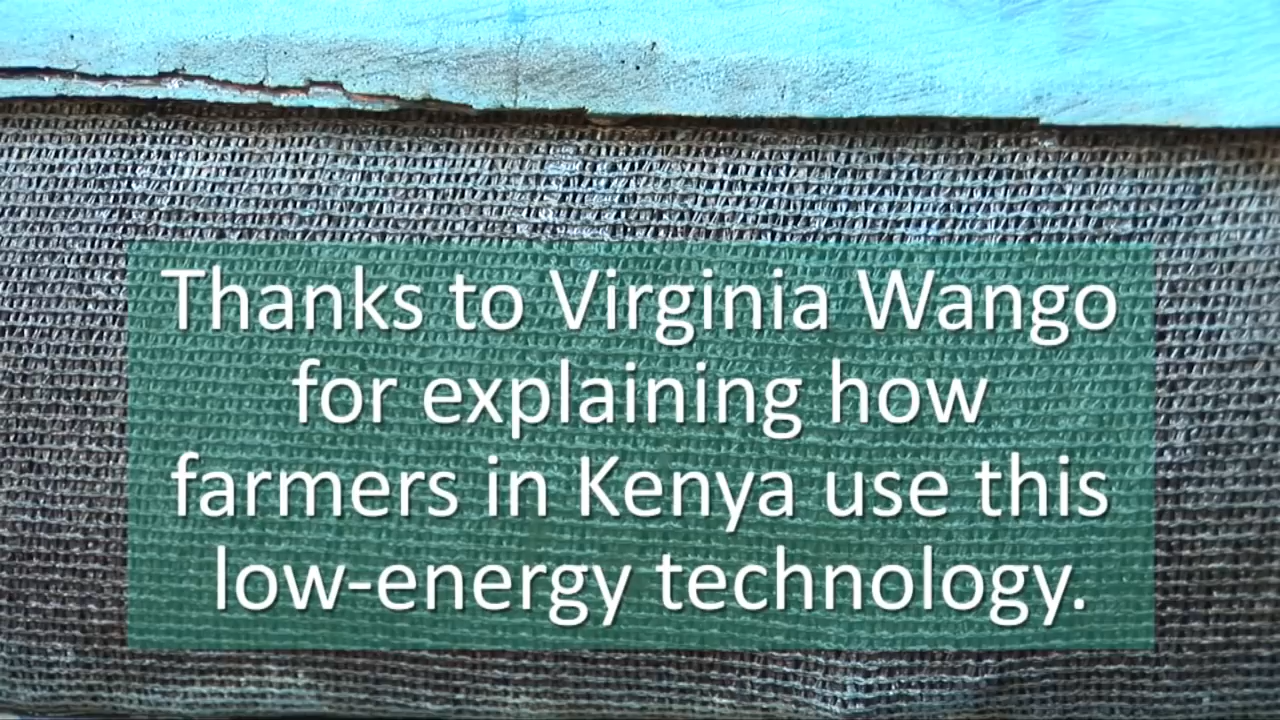 Thanks to Virginia Wango
for explaining how
farmers in Kenya use this
low-energy technology.